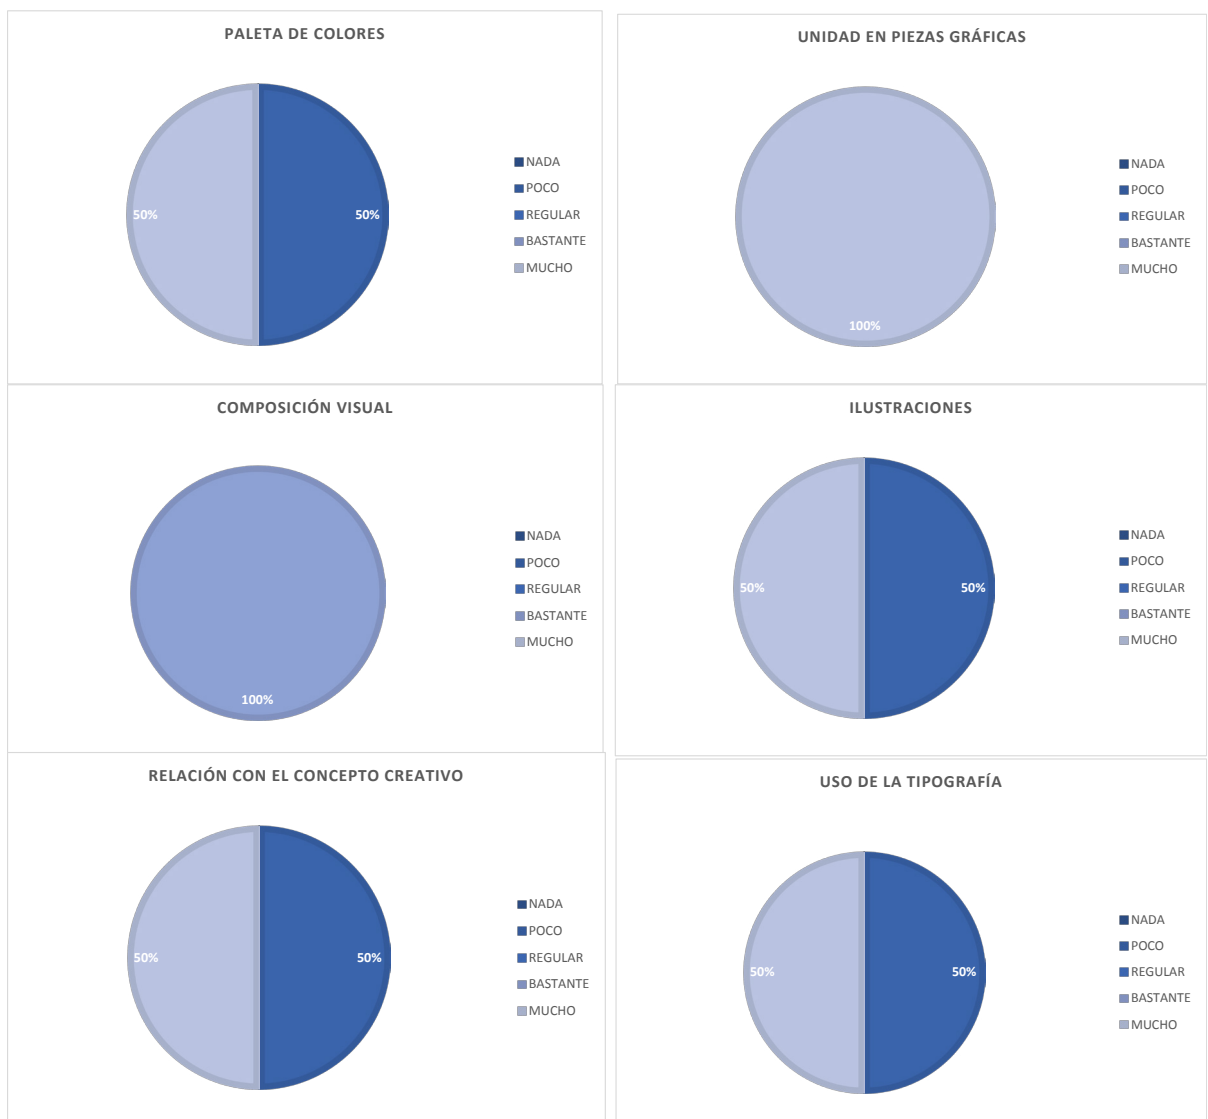 PALETA DE COLORES
50%
50%
NADA
POCO
REGULAR
BASTANTE
MUCHO
UNIDAD EN PIEZAS GRÁFICAS
100%
NADA
POCO
REGULAR
BASTANTE
MUCHO
COMPOSICIÓN VISUAL
100%
NADA
POCO
REGULAR
BASTANTE
MUCHO
ILUSTRACIONES
50%
50%
NADA
POCO
REGULAR
BASTANTE
MUCHO
RELACIÓN CON EL CONCEPTO CREATIVO
50%
50%
NADA
POCO
REGULAR
BASTANTE
MUCHO
USO DE LA TIPOGRAFÍA
50%
50%
NADA
POCO
REGULAR
BASTANTE
MUCHO